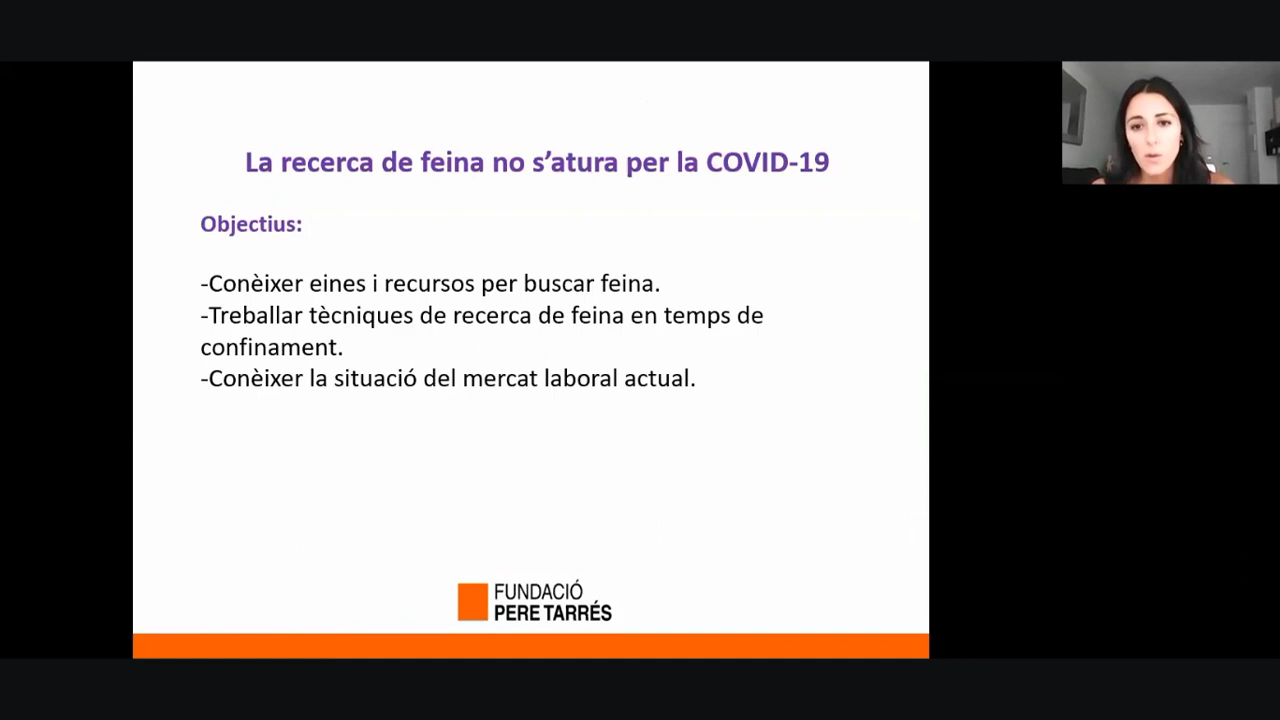 La recerca de feina no s’atura per la COVID-19
Objectius:
-Conèixer eines i recursos per buscar feina.
-Treballar tècniques de recerca de feina en temps de
confinament.
-Conèixer la situació del mercat laboral actual.
FUNDACIÓ
PERE TARRÉS